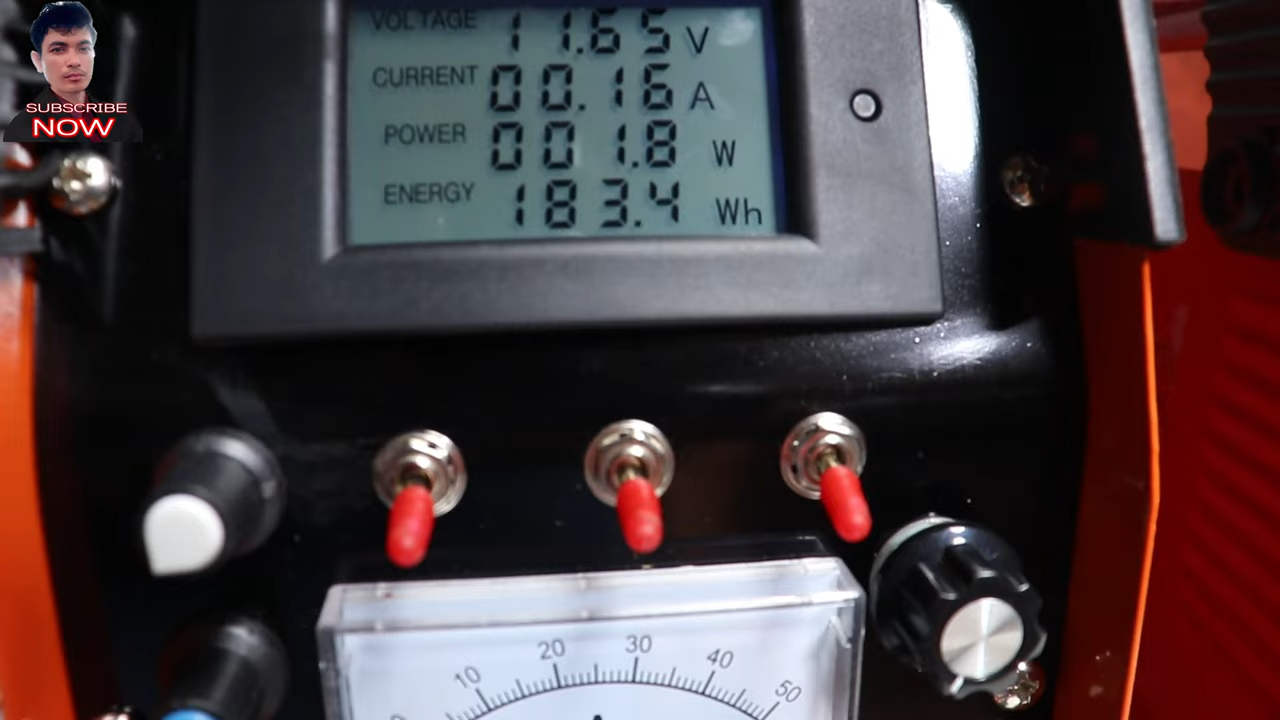 SUBSCRIBE
NOW
VOLTAGE 11.65 V
CURRENT 00.16 A
POWER 001.8 W
ENERGY 183.4 Wh
10 20 30 40 50